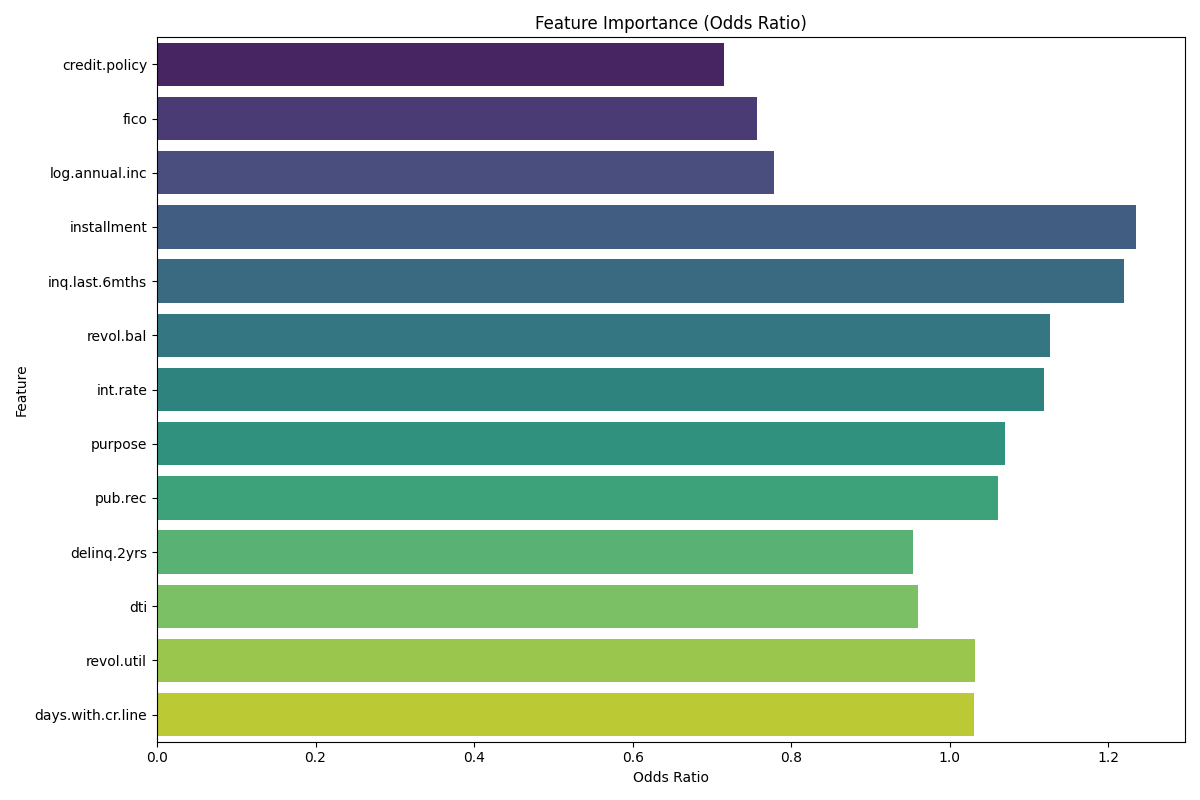 Feature Importance (Odds Ratio)
credit.policy
fico
log.annual.inc
installment
inq.last.6mths
revol.bal
int.rate
purpose
pub.rec
delinq.2yrs
dti
revol.util
days.with.cr.line
Feature
0.0 0.2 0.4 0.6 0.8 1.0 1.2
Odds Ratio